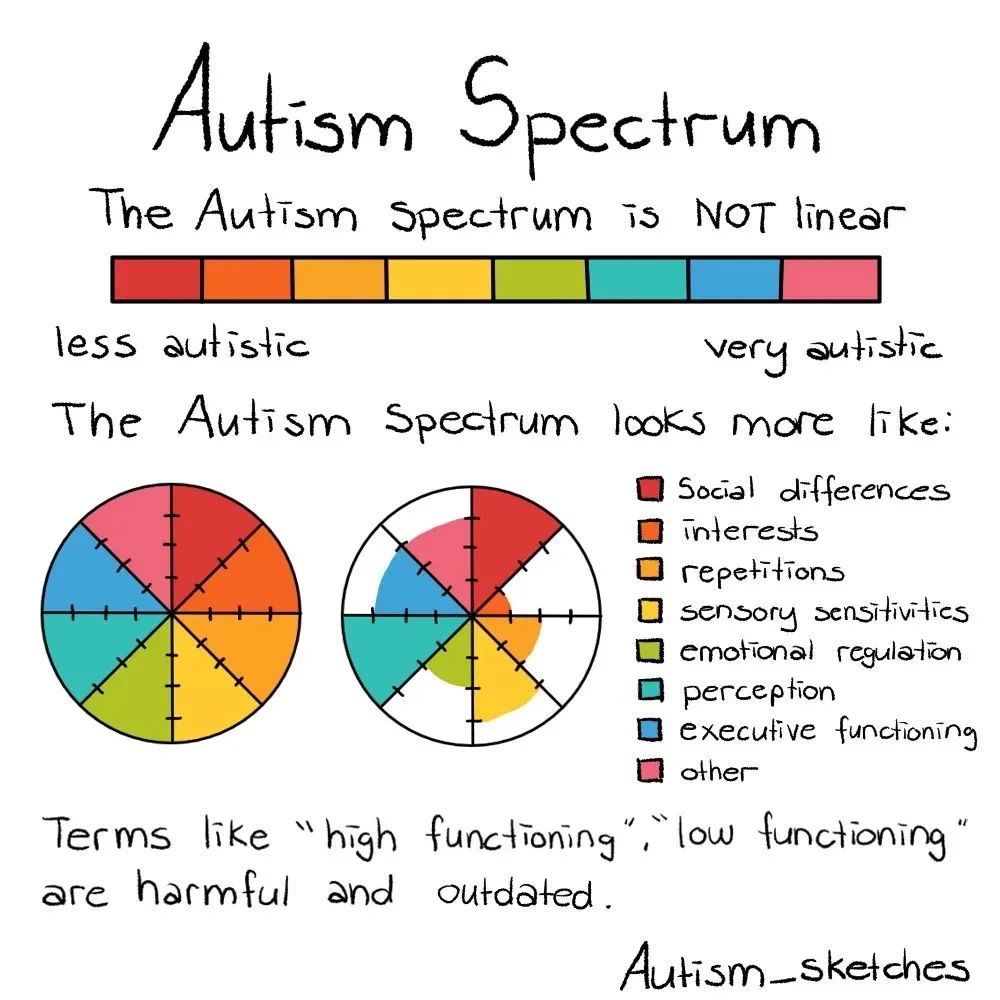 Autism Spectrum
The Autism Spectrum is NOT linear
less autistic very autistic
The Autism Spectrum looks more like:
Social differences
interests
repetitions
sensory sensitivities
emotional regulation
perception
executive functioning
other
Terms like "high functioning", "low functioning"
are harmful and outdated.
Autism_sketches